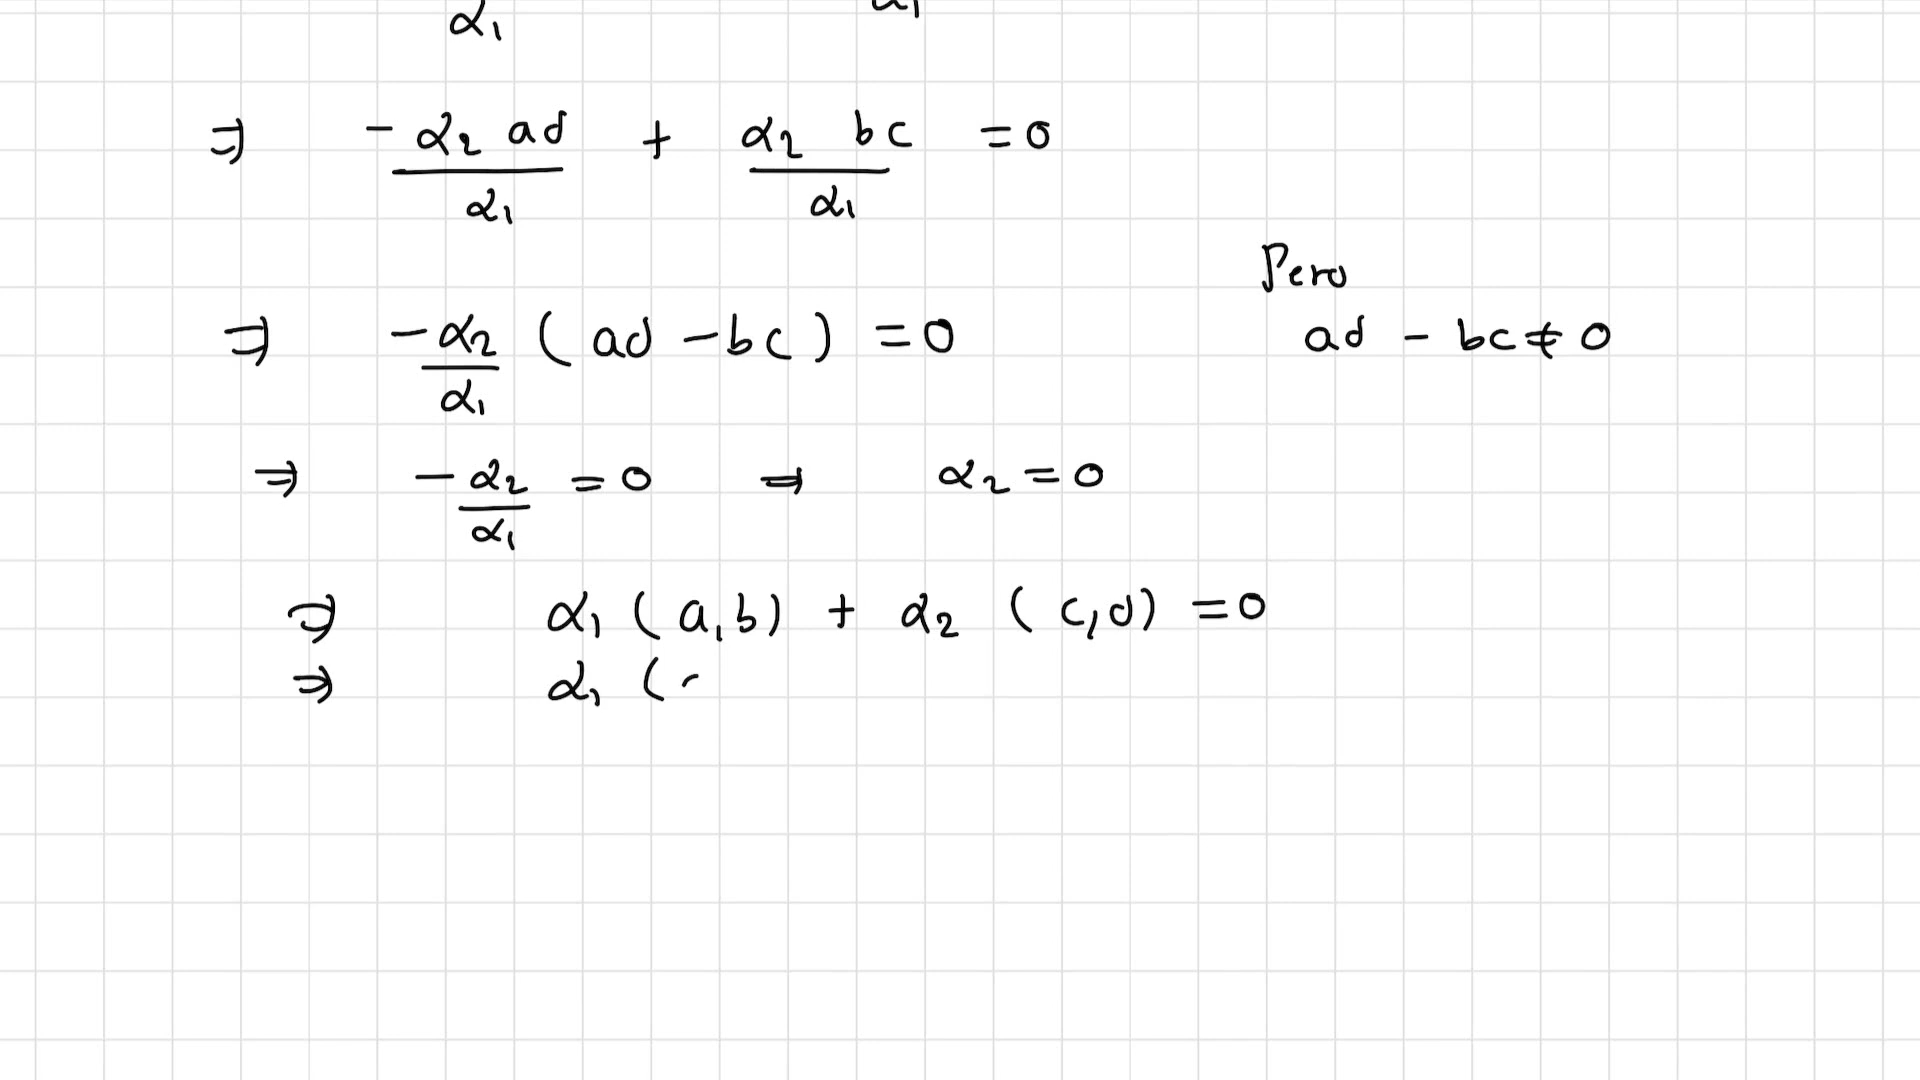 α₁ α₁
⇒ -α₂ ad / α₁ + α₂ bc / α₁ = 0
Pero
⇒ -α₂ / α₁ (ad - bc) = 0 ad - bc ≠ 0
⇒ -α₂ / α₁ = 0 ⇒ α₂ = 0
⇒ α₁ (a,b) + α₂ (c,d) = 0
⇒ α₁ (